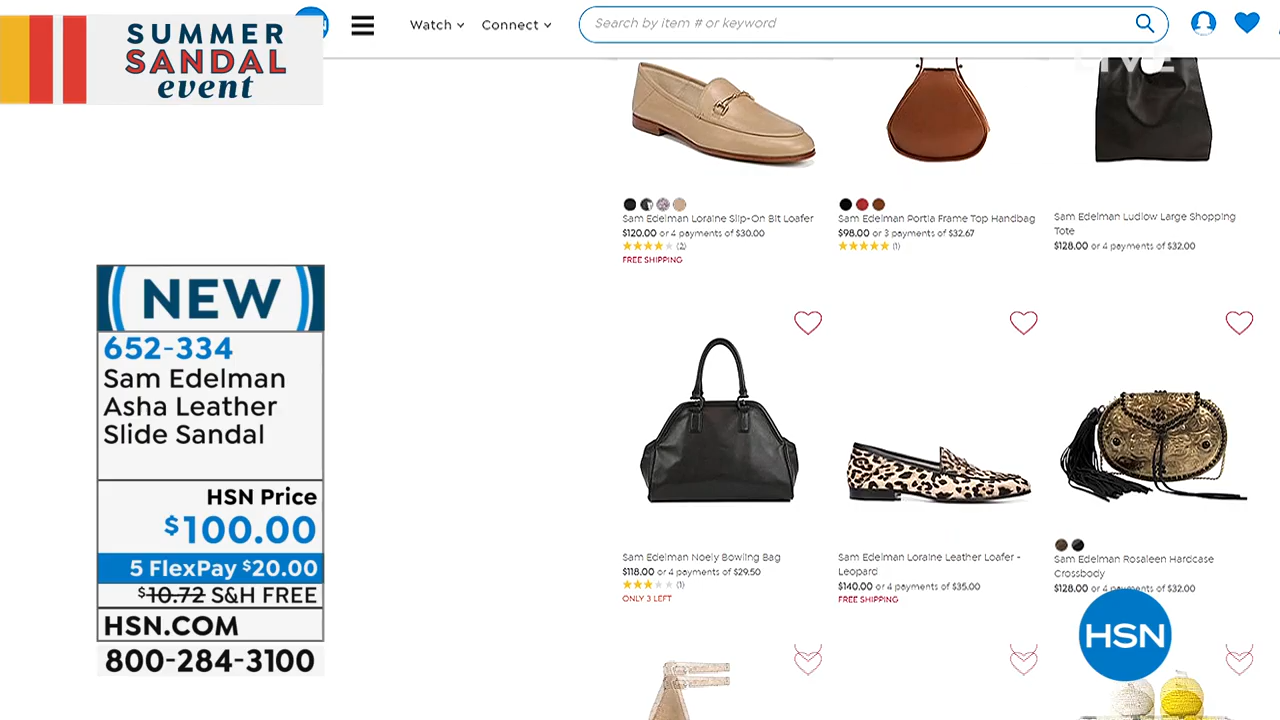 SUMMER
SANDAL
event
Watch
Connect
Search by item # or keyword
LIVE
Sam Edelman Loraine Slip-On Bit Loafer
$120.00 or 4 payments of $30.00
(2)
FREE SHIPPING
Sam Edelman Portia Frame Top Handbag
$98.00 or 3 payments of $32.67
(1)
Sam Edelman Ludlow Large Shopping
Tote
$128.00 or 4 payments of $32.00
NEW
652-334
Sam Edelman
Asha Leather
Slide Sandal
HSN Price
$100.00
5 FlexPay $20.00
$10.72 S&H FREE
HSN.COM
800-284-3100
Sam Edelman Noely Bowling Bag
$118.00 or 4 payments of $29.50
(1)
ONLY 3 LEFT
Sam Edelman Loraine Leather Loafer -
Leopard
$140.00 or 4 payments of $35.00
FREE SHIPPING
Sam Edelman Rosaleen Hardcase
Crossbody
$128.00 or 4 payments of $32.00
HSN